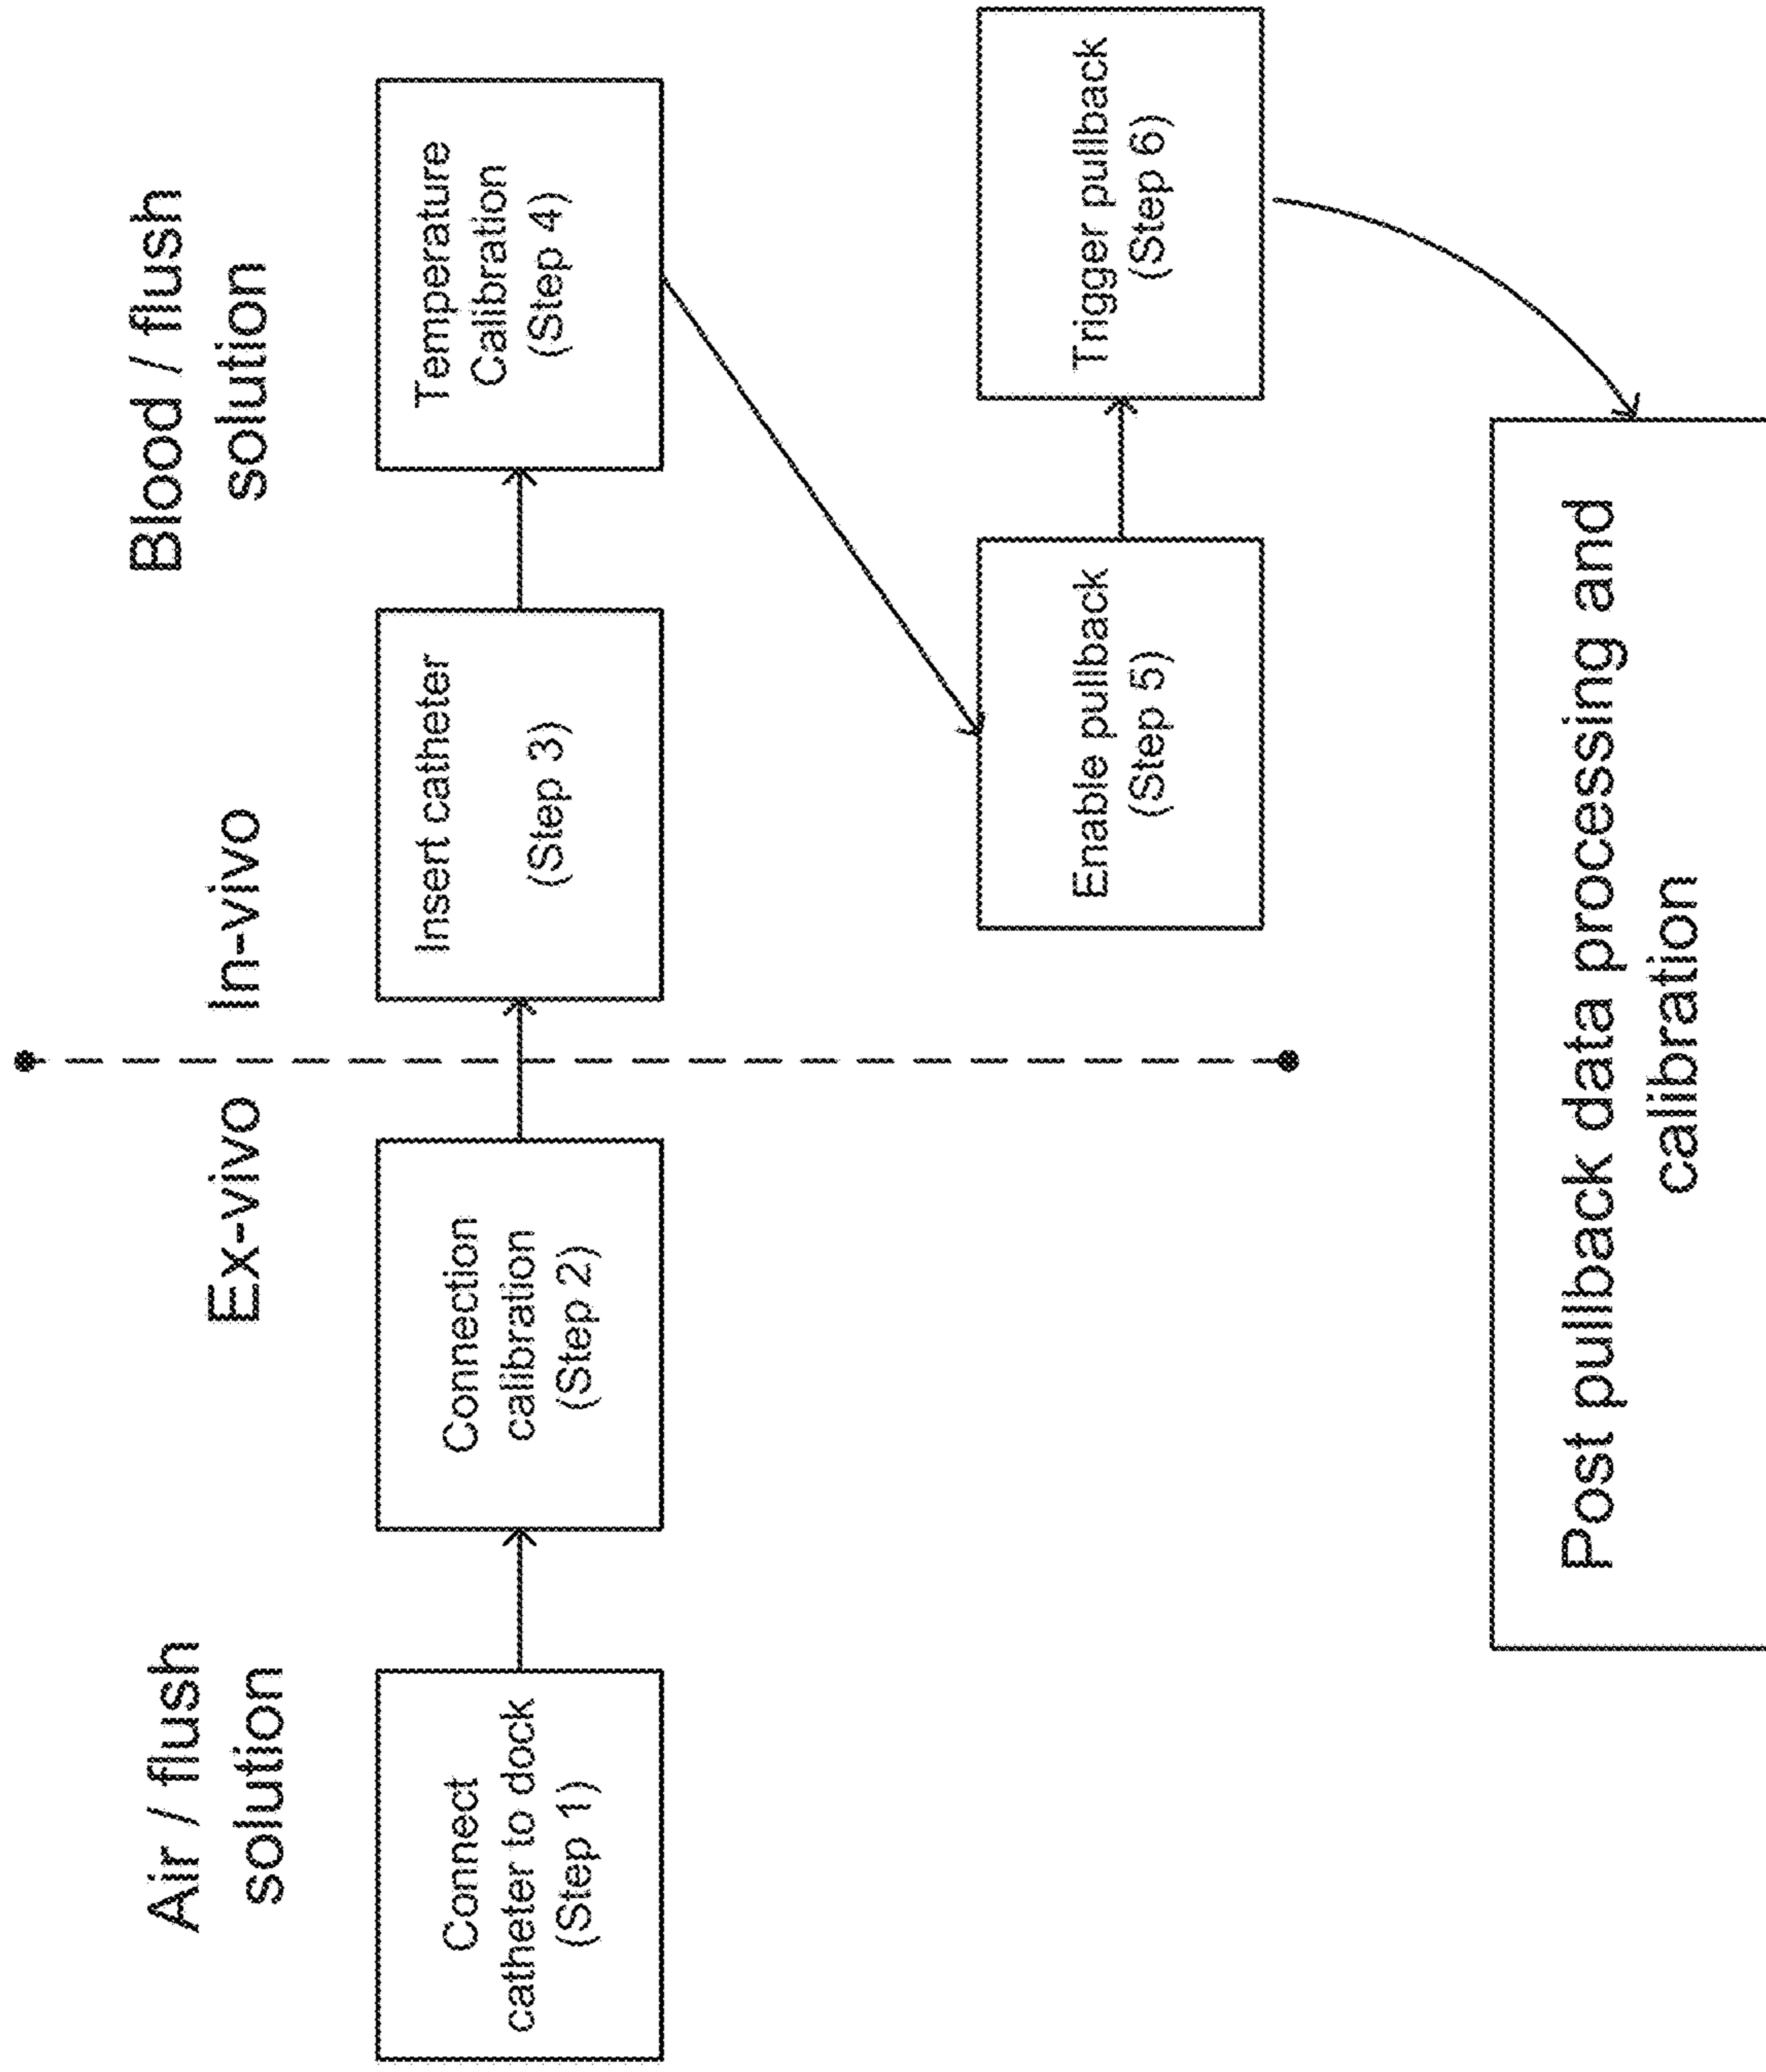 Air / flush
solution
Ex-vivo
In-vivo
Blood / flush
solution
Connect
catheter to dock
(Step 1)
Connection
calibration
(Step 2)
Insert catheter
(Step 3)
Temperature
Calibration
(Step 4)
Enable pullback
(Step 5)
Trigger pullback
(Step 6)
Post pullback data processing and
calibration